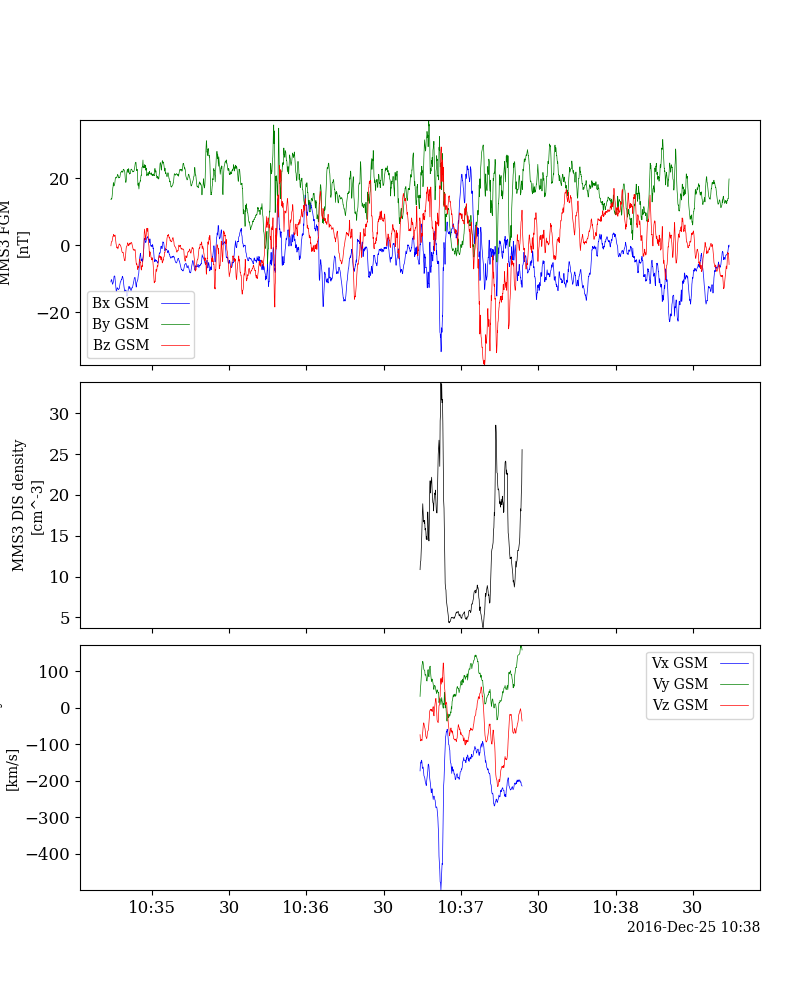 20
0
−20
MMS3 FGM
[nT]
Bx GSM
By GSM
Bz GSM
30
25
20
15
10
5
MMS3 DIS density
[cm^-3]
100
0
−100
−200
−300
−400
[km/s]
Vx GSM
Vy GSM
Vz GSM
10:35 30 10:36 30 10:37 30 10:38 30
2016-Dec-25 10:38